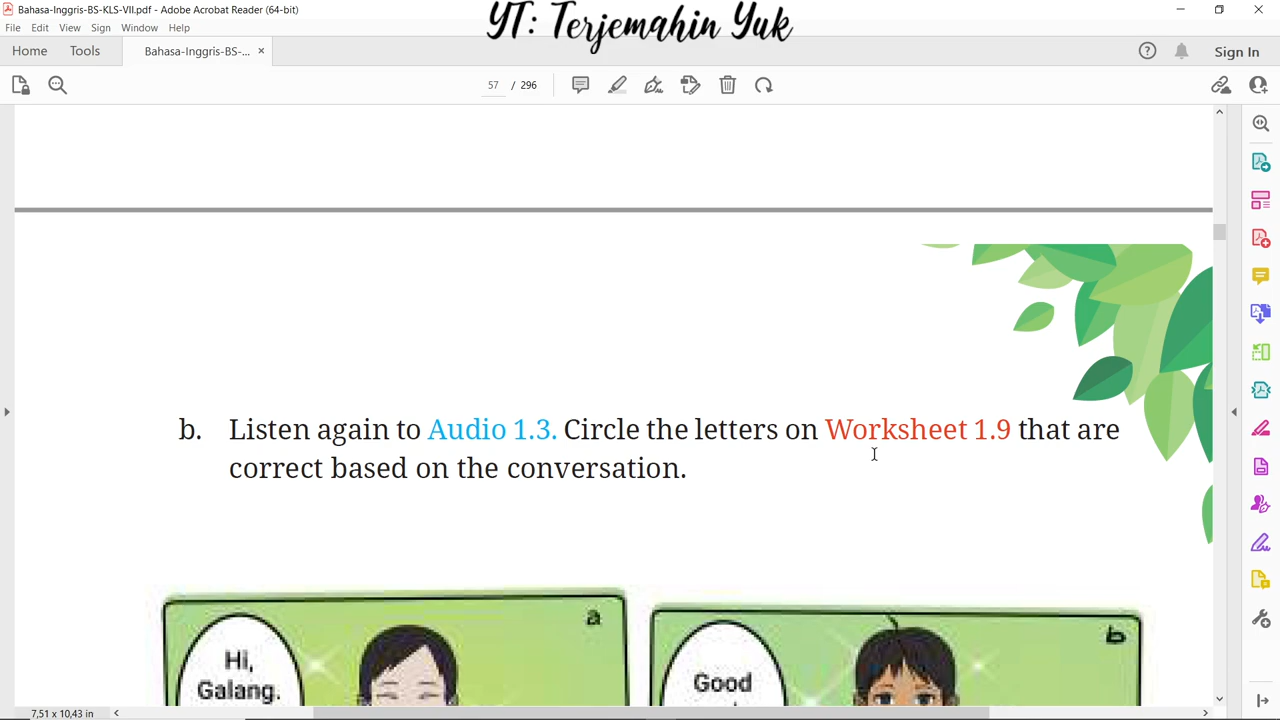 Bahasa-Inggris-BS-KLS-VII.pdf - Adobe Acrobat Reader (64-bit)
YT: Terjemahin Yuk
File Edit View Sign Window Help
Home Tools Bahasa-Inggris-BS-... × Sign In
57 / 296
b. Listen again to Audio 1.3. Circle the letters on Worksheet 1.9 that are
correct based on the conversation.
a
Hi,
Galang.
b
Good
7,51 x 10,43 in